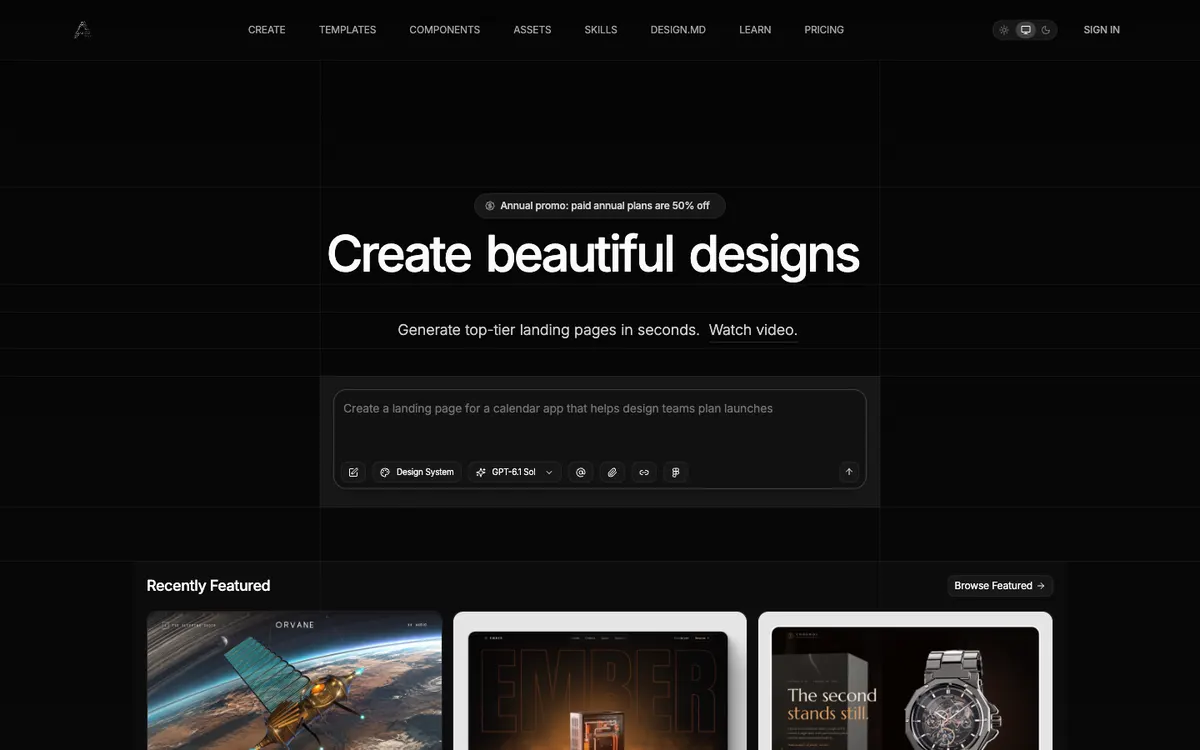 CREATE TEMPLATES COMPONENTS ASSETS SKILLS DESIGN.MD LEARN PRICING SIGN IN
Annual promo: paid annual plans are 50% off
Create beautiful designs
Generate top-tier landing pages in seconds. Watch video.
Create a landing page for a calendar app that helps design teams plan launches
Design System GPT-6.1 Sol
Recently Featured Browse Featured →
ORVANE
EMBER
The second
stands still.